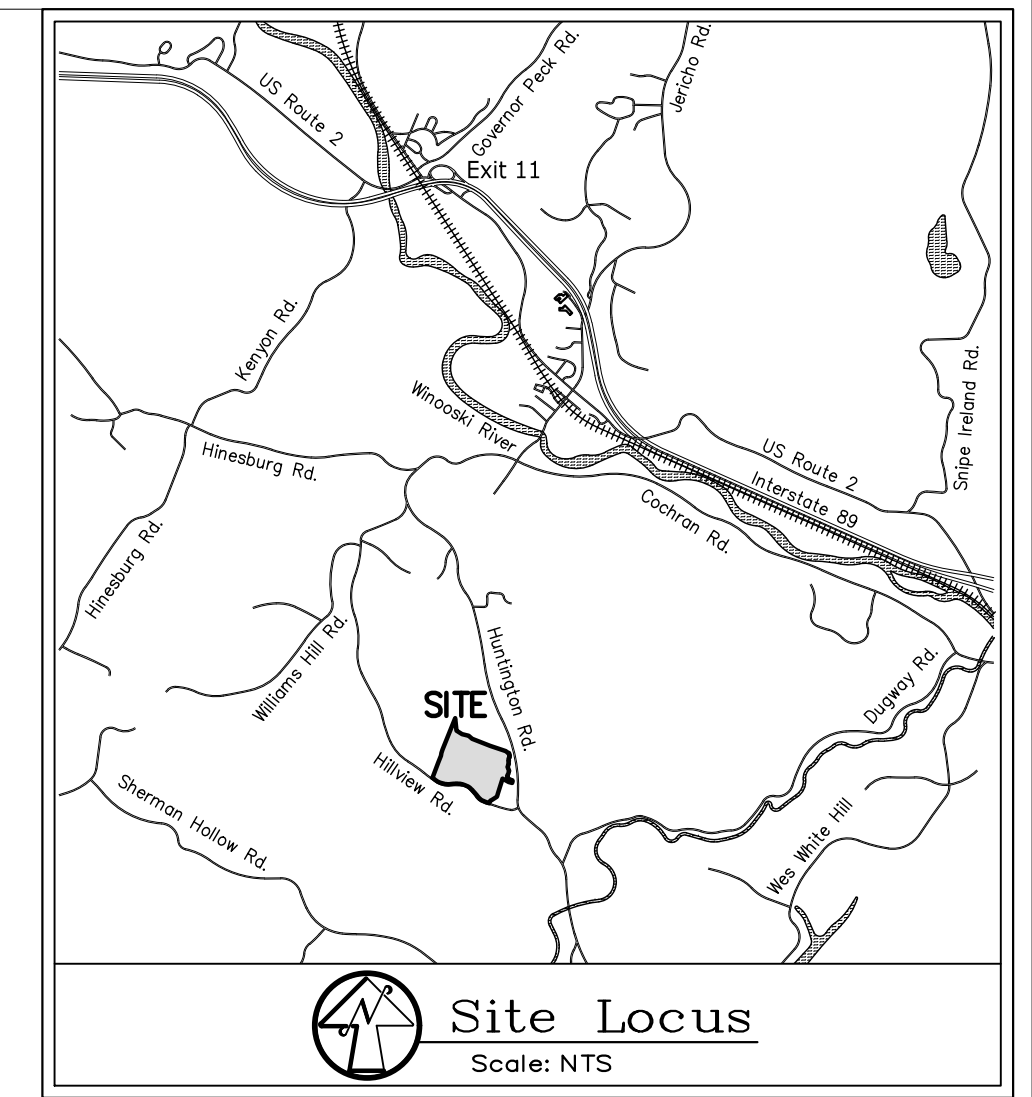 US Route 2
Governor Peck Rd.
Jericho Rd.
Exit 11
Kenyon Rd.
Snipe Ireland Rd.
Winooski River
Hinesburg Rd.
US Route 2
Interstate 89
Cochran Rd.
Hinesburg Rd.
Williams Hill Rd.
Huntington Rd.
Dugway Rd.
SITE
Hillview Rd.
Sherman Hollow Rd.
Wes White Hill
N
Site Locus
Scale: NTS